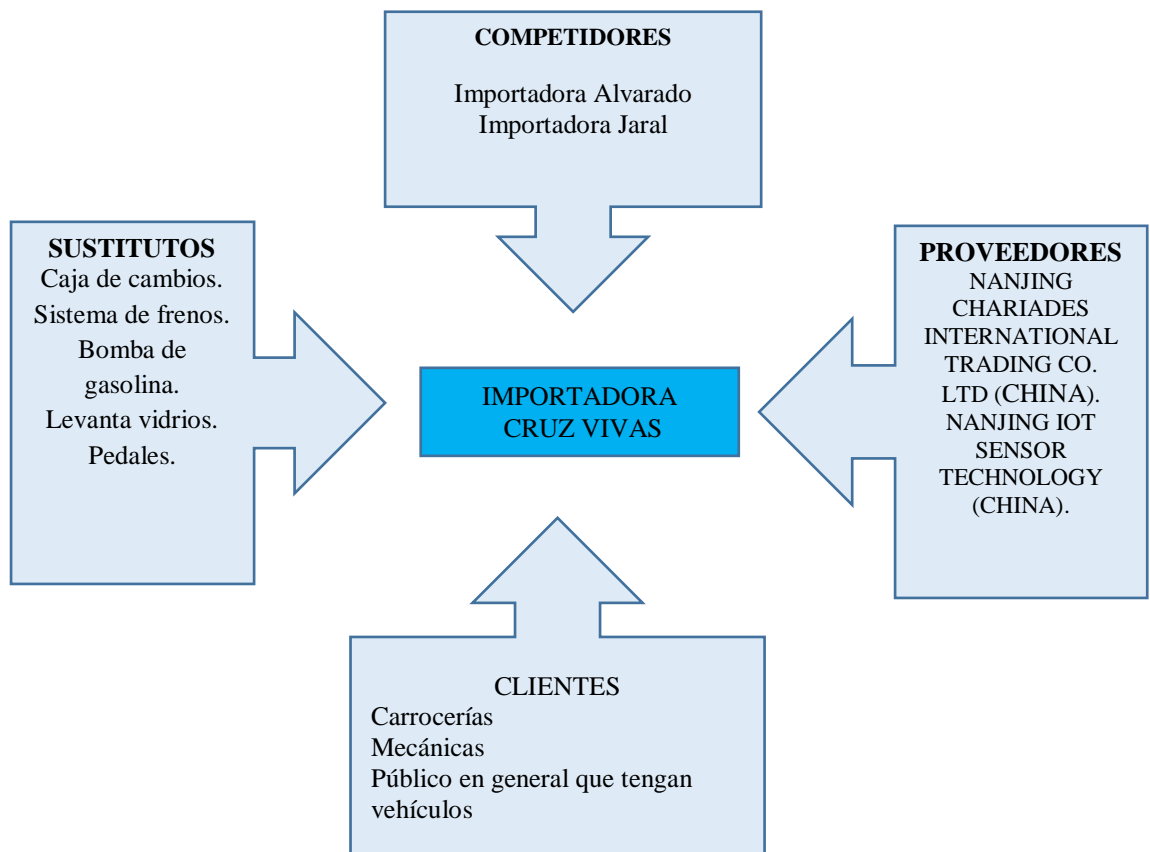 COMPETIDORES
Importadora Alvarado
Importadora Jaral
SUSTITUTOS
Caja de cambios.
Sistema de frenos.
Bomba de
gasolina.
Levanta vidrios.
Pedales.
IMPORTADORA
CRUZ VIVAS
PROVEEDORES
NANJING
CHARIADES
INTERNATIONAL
TRADING CO.
LTD (CHINA).
NANJING IOT
SENSOR
TECHNOLOGY
(CHINA).
CLIENTES
Carrocerías
Mecánicas
Público en general que tengan
vehículos